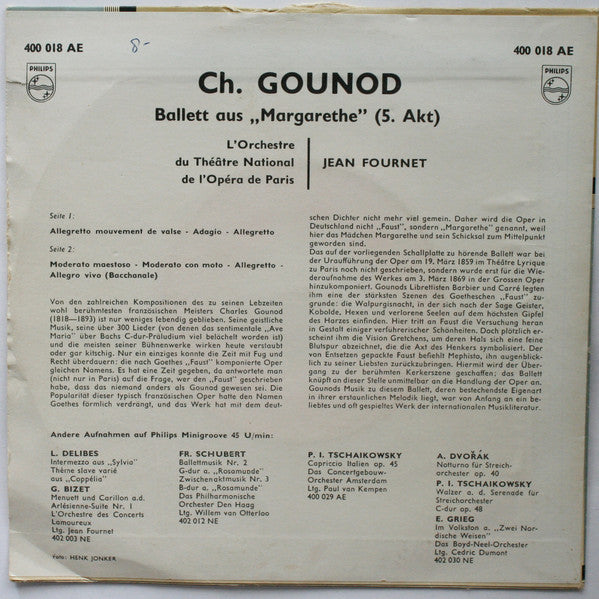 400 018 AE
8-
400 018 AE
PHILIPS
PHILIPS
Ch. GOUNOD
Ballett aus „Margarethe” (5. Akt)
L'Orchestre
du Théâtre National
de l'Opéra de Paris
JEAN FOURNET
Seite 1:
Allegretto mouvement de valse - Adagio - Allegretto
Seite 2:
Moderato maestoso - Moderato con moto - Allegretto -
Allegro vivo (Bacchanale)
Von den zahlreichen Kompositionen des zu seinen Lebzeiten
wohl berühmtesten französischen Meisters Charles Gounod
(1818—1893) ist nur weniges lebendig geblieben. Seine geistliche
Musik, seine über 300 Lieder (von denen das sentimentale „Ave
Maria” über Bachs C-dur-Präludium viel belächelt worden ist)
und die meisten seiner Bühnenwerke wirken heute verstaubt
oder gar kitschig. Nur ein einziges konnte die Zeit mit Fug und
Recht überdauern: die nach Goethes „Faust” komponierte Oper
gleichen Namens. Es hat eine Zeit gegeben, da antwortete man
(nicht nur in Paris) auf die Frage, wer den „Faust” geschrieben
habe, dass das niemand anders als Gounod gewesen sei. Die
Popularität dieser typisch französischen Oper hatte den Namen
Goethes förmlich verdrängt, und das Werk hat mit dem deut-
schen Dichter nicht mehr viel gemein. Daher wird die Oper in
Deutschland nicht „Faust”, sondern „Margarethe” genannt, weil
hier das Mädchen Margarethe und sein Schicksal zum Mittelpunkt
geworden sind.
Das auf der vorliegenden Schallplatte zu hörende Ballett war bei
der Uraufführung der Oper am 19. März 1859 im Théâtre Lyrique
zu Paris noch nicht geschrieben, sondern wurde erst für die Wie-
deraufnahme des Werkes am 3. März 1869 in der Grossen Oper
hinzukomponiert. Gounods Librettisten Barbier und Carré legten
ihm eine der stärksten Szenen des Goetheschen „Faust” zu-
grunde: die Walpurgisnacht, in der sich nach der Sage Geister,
Kobolde, Hexen und verlorene Seelen auf dem höchsten Gipfel
des Harzes einfinden. Hier tritt an Faust die Versuchung heran
in Gestalt einiger verführerischer Schönheiten. Doch plötzlich er-
scheint ihm die Vision Gretchens, um deren Hals sich eine feine
Blutspur abzeichnet, die die Axt des Henkers symbolisiert. Der
von Entsetzen gepackte Faust befiehlt Mephisto, ihn augenblick-
lich zu seiner Liebsten zurückzubringen. Hiermit wird der Über-
gang zu der berühmten Kerkerszene geschaffen; das Ballett
knüpft an dieser Stelle unmittelbar an die Handlung der Oper an.
Gounods Musik zu diesem Ballett, deren bestechendste Eigenart
in ihrer erstaunlichen Melodik liegt, war von Anfang an ein be-
liebtes und oft gespieltes Werk der internationalen Musikliteratur.
Andere Aufnahmen auf Philips Minigroove 45 U/min:
L. DELIBES
Intermezzo aus „Sylvia”
Thème slave varié
aus „Coppélia”
G. BIZET
Menuett und Carillon a.d.
Arlésienne-Suite Nr. 1
L'Orchestre des Concerts
Lamoureux
Ltg. Jean Fournet
402 003 NE
FR. SCHUBERT
Ballettmusik Nr. 2
G-dur a. „Rosamunde”
Zwischenaktmusik Nr. 3
B-dur a. „Rosamunde”
Das Philharmonische
Orchester Den Haag
Ltg. Willem van Otterloo
402 012 NE
P. I. TSCHAIKOWSKY
Capriccio Italien op. 45
Das Concertgebouw-
Orchester Amsterdam
Ltg. Paul van Kempen
400 029 AE
A. DVOŘÁK
Notturno für Streich-
orchester op. 40
P. I. TSCHAIKOWSKY
Walzer a. d. Serenade für
Streichorchester
C-dur op. 48
E. GRIEG
Im Volkston a. „Zwei Nor-
dische Weisen”
Das Boyd-Neel-Orchester
Ltg. Cedric Dumont
402 030 NE
Foto: HENK JONKER